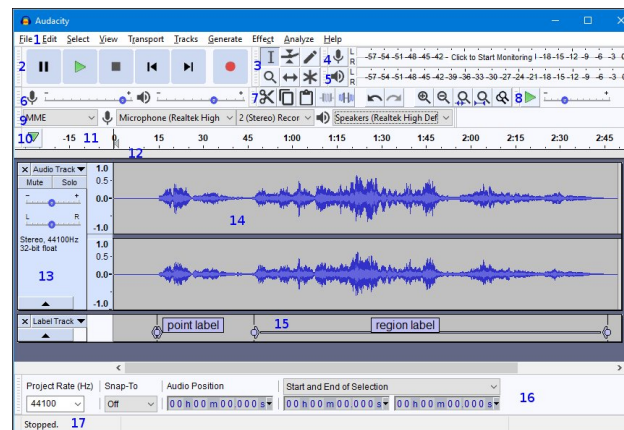 Audacity
File 1 Edit Select View Transport Tracks Generate Effect Analyze Help
2 3 4 L R -57 -54 -51 -48 -45 -42 - Click to Start Monitoring -18 -15 -12 -9 -6 -3
5 L R -57 -54 -51 -48 -45 -42 -39 -36 -33 -30 -27 -24 -21 -18 -15 -12 -9 -6 -3
6 - + - + 7 8
9 MME Microphone (Realtek High 2 (Stereo) Recor Speakers (Realtek High Def
10 -15 11 0 15 30 45 1:00 1:15 1:30 1:45 2:00 2:15 2:30 2:45
12
× Audio Track 1.0
Mute Solo 0.5
- + 0.0
L R
-1.0
14
Stereo, 44100Hz 1.0
32-bit float 0.5
13 0.0
-1.0
× Label Track
point label 15 region label
Project Rate (Hz) Snap-To Audio Position Start and End of Selection
44100 Off 00 h 00 m 00.000 s 00 h 00 m 00.000 s 00 h 00 m 00.000 s 16
Stopped. 17